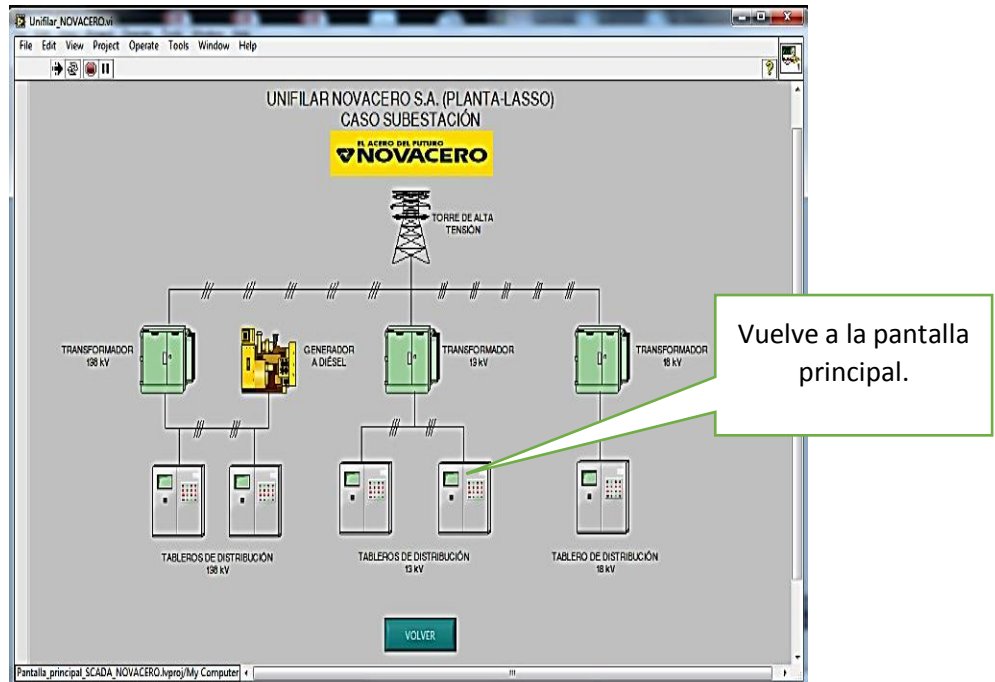 Unifilar_NOVACERO.vi
File Edit View Project Operate Tools Window Help
UNIFILAR NOVACERO S.A. (PLANTA-LASSO)
CASO SUBESTACIÓN
EL ACERO DEL FUTURO
NOVACERO
TORRE DE ALTA
TENSIÓN
TRANSFORMADOR
138 kV
GENERADOR
A DIÉSEL
TRANSFORMADOR
13 kV
TRANSFORMADOR
18 kV
Vuelve a la pantalla
principal.
TABLEROS DE DISTRIBUCIÓN
138 kV
TABLEROS DE DISTRIBUCIÓN
13 kV
TABLERO DE DISTRIBUCIÓN
18 kV
VOLVER
Pantalla_principal_SCADA_NOVACERO.lvproj/My Computer